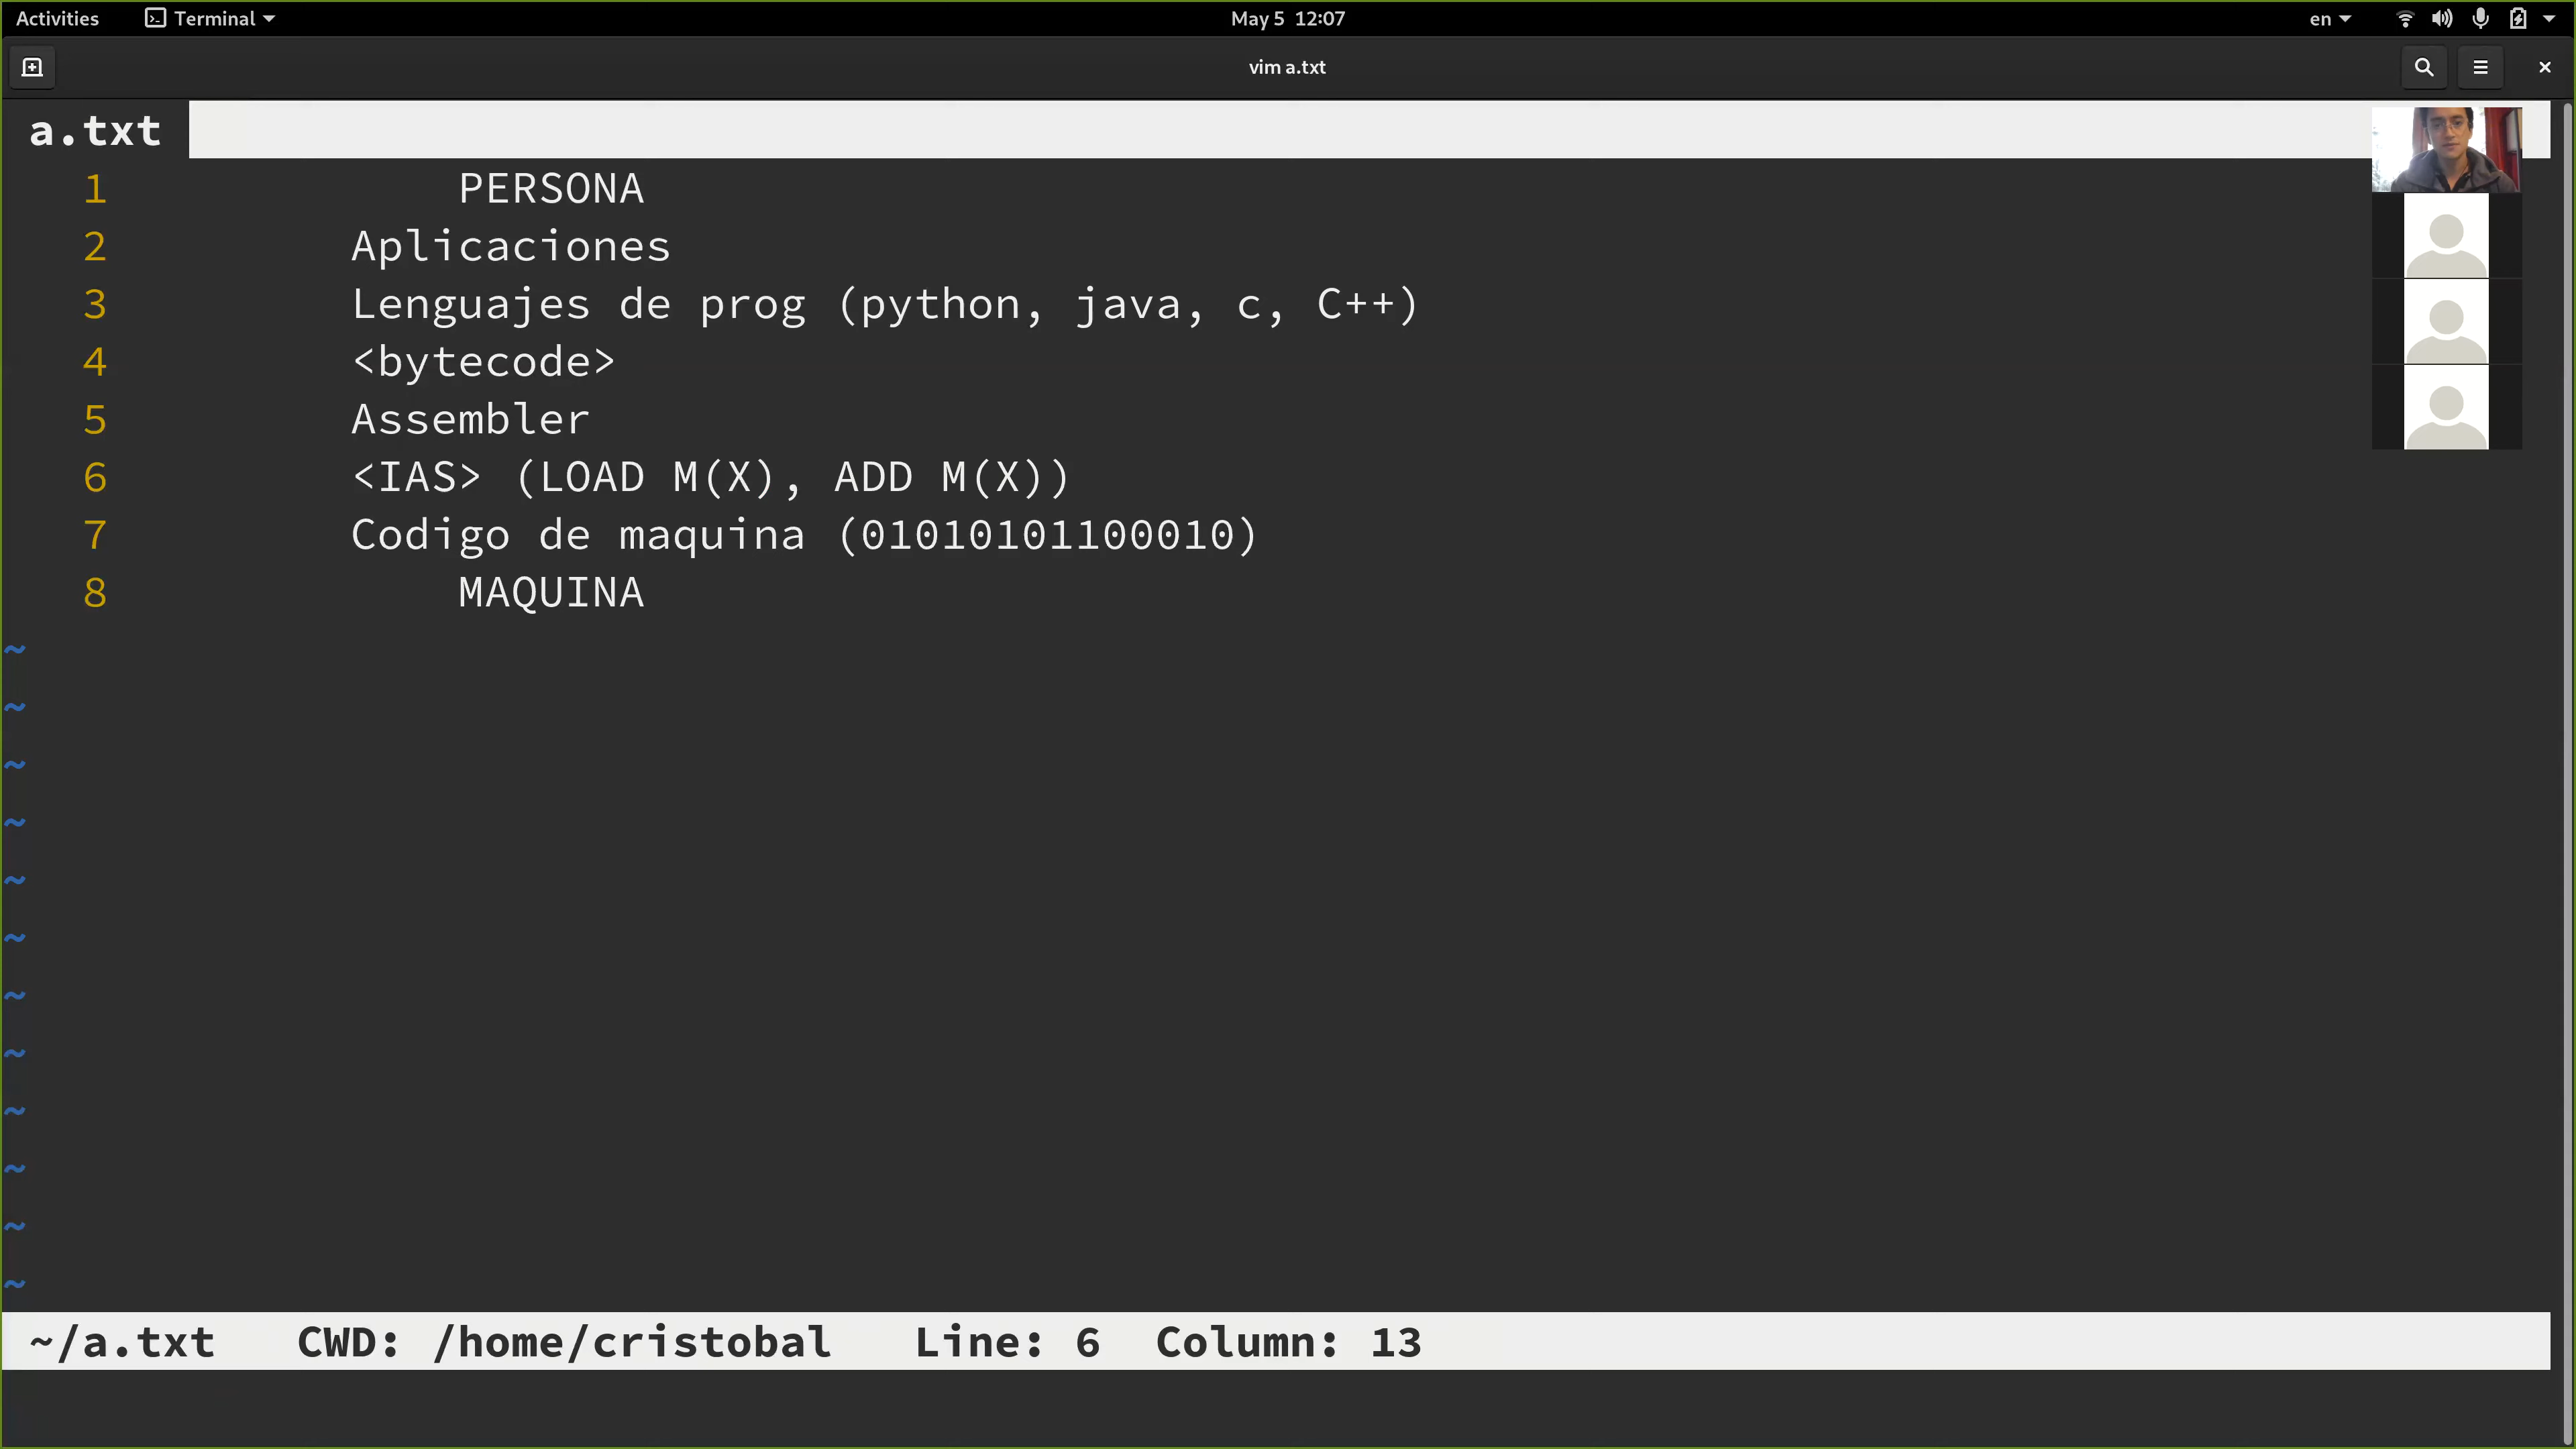 Activities Terminal May 5 12:07 en
vim a.txt
a.txt
1 PERSONA
2 Aplicaciones
3 Lenguajes de prog (python, java, c, C++)
4 <bytecode>
5 Assembler
6 <IAS> (LOAD M(X), ADD M(X))
7 Codigo de maquina (01010101100010)
8 MAQUINA
~
~
~
~
~
~
~
~
~
~
~
~
~/a.txt CWD: /home/cristobal Line: 6 Column: 13